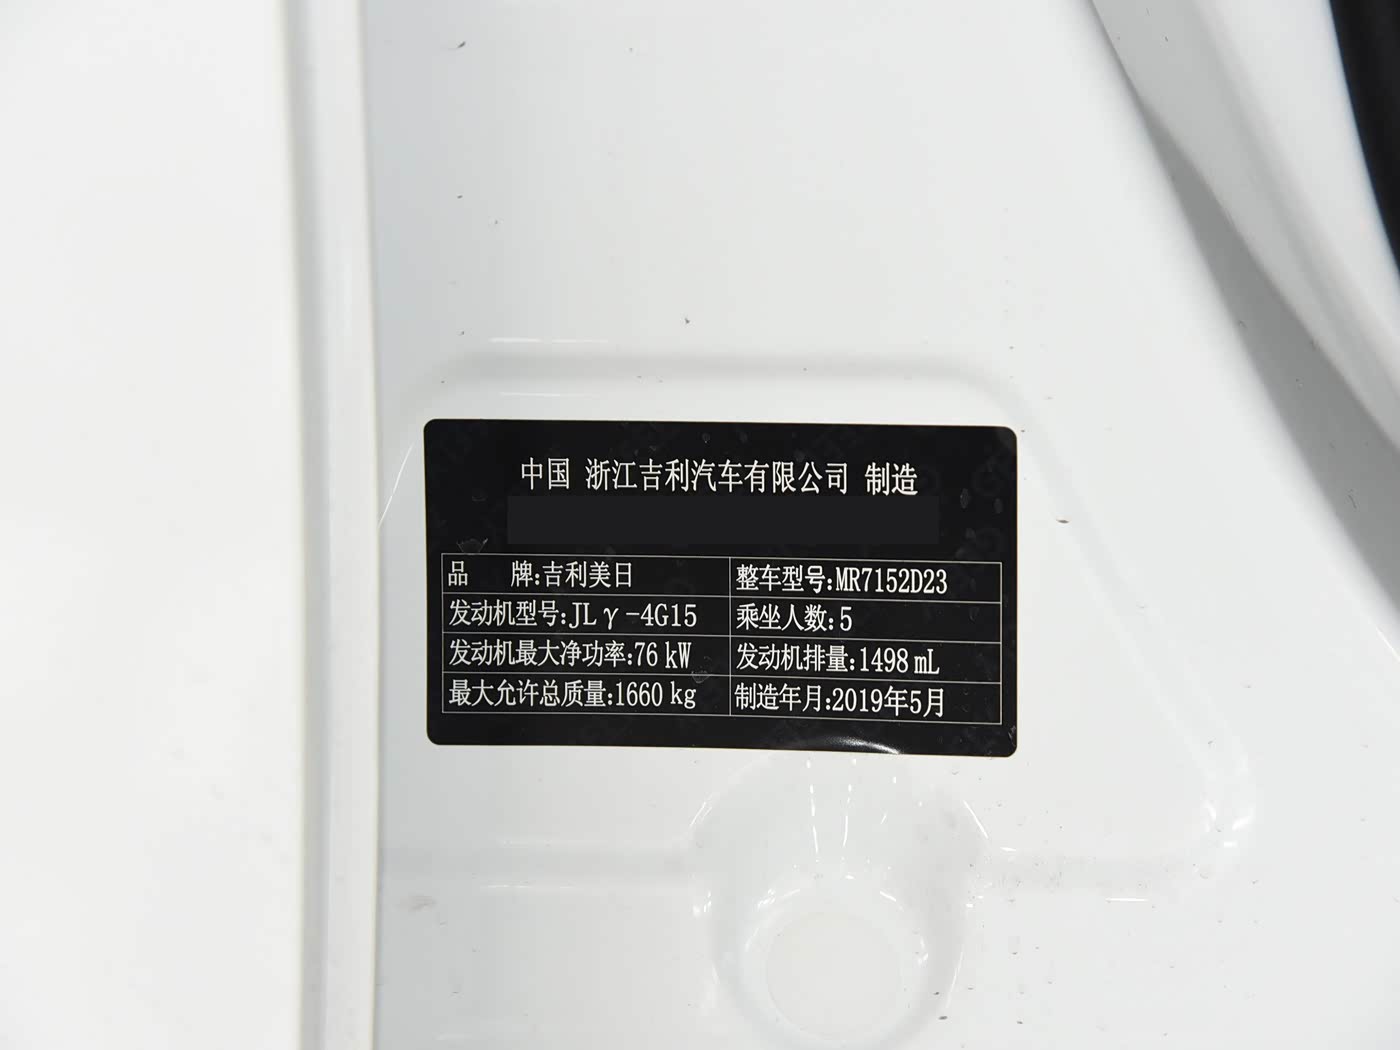 中国 浙江吉利汽车有限公司 制造
品 牌:吉利美日 整车型号:MR7152D23
发动机型号:JLγ-4G15 乘坐人数:5
发动机最大净功率:76 kW 发动机排量:1498 mL
最大允许总质量:1660 kg 制造年月:2019年5月